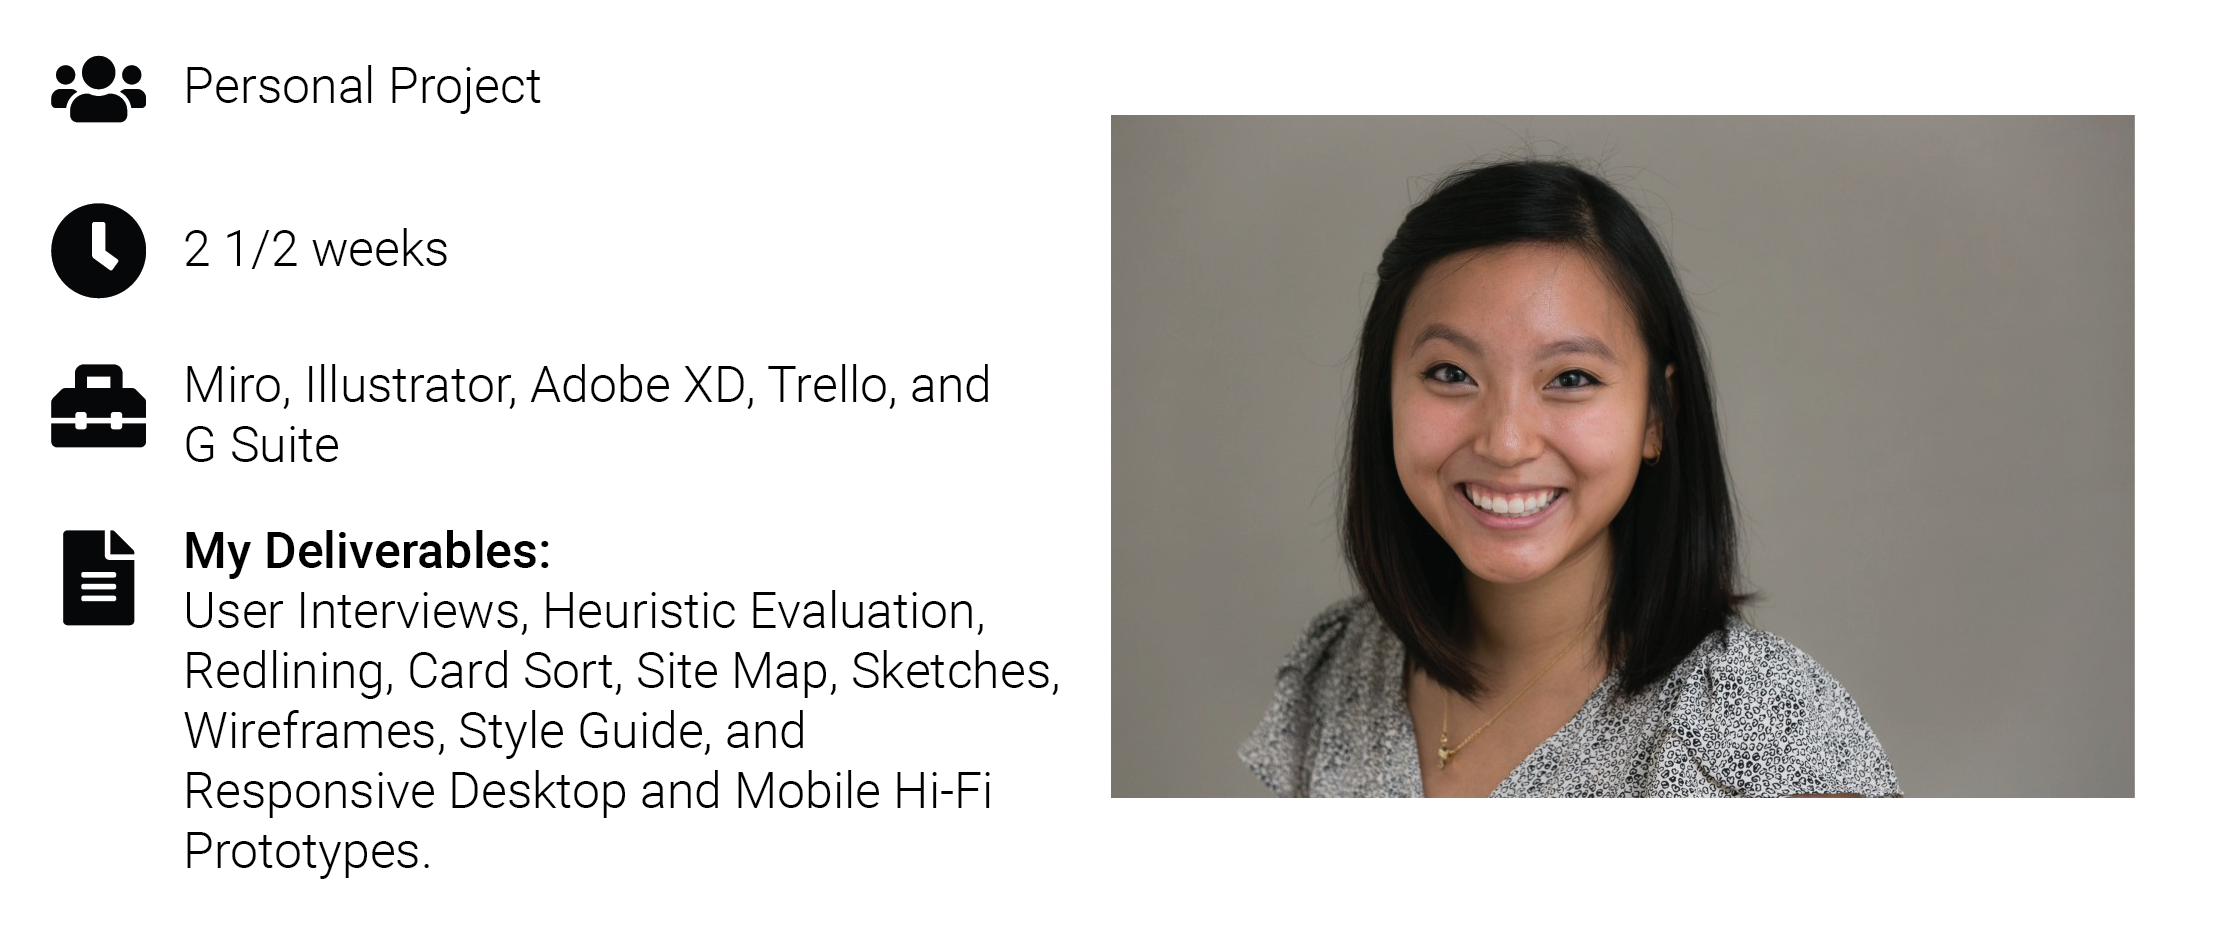 Personal Project
2 1/2 weeks
Miro, Illustrator, Adobe XD, Trello, and
G Suite
My Deliverables:
User Interviews, Heuristic Evaluation,
Redlining, Card Sort, Site Map, Sketches,
Wireframes, Style Guide, and
Responsive Desktop and Mobile Hi-Fi
Prototypes.